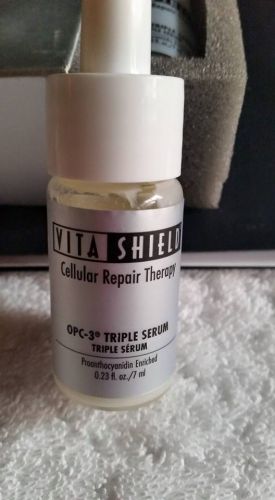 VITA SHIELD
Cellular Repair Therapy
OPC-3® TRIPLE SERUM
TRIPLE SÉRUM
Proanthocyanidin Enriched
0.23 fl. oz./7 ml